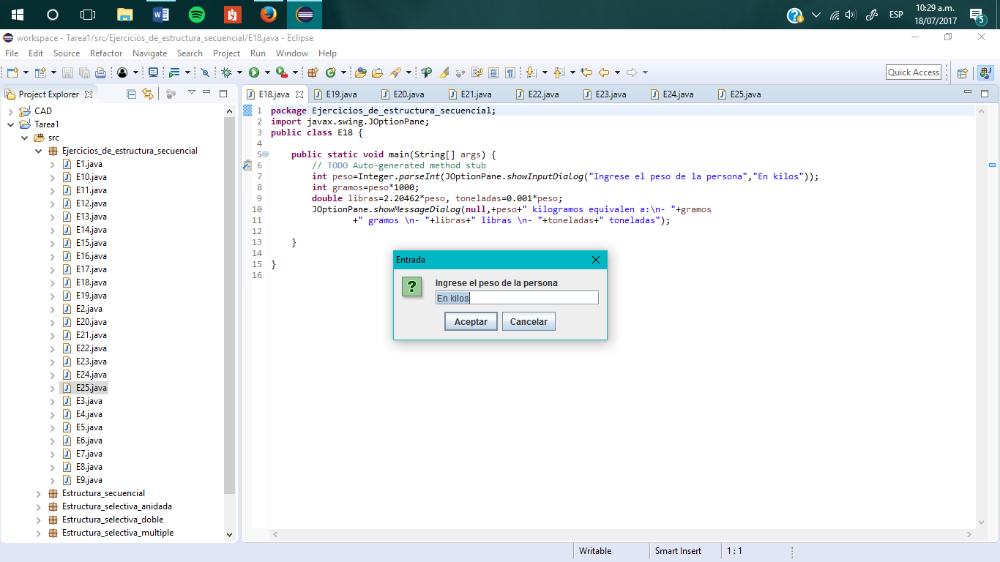 10:29 a.m.
ESP
18/07/2017
5
workspace - Tarea1/src/Ejercicios_de_estructura_secuencial/E18.java - Eclipse
File Edit Source Refactor Navigate Search Project Run Window Help
Quick Access
Project Explorer
CAD
Tarea1
src
Ejercicios_de_estructura_secuencial
E1.java
E10.java
E11.java
E12.java
E13.java
E14.java
E15.java
E16.java
E17.java
E18.java
E19.java
E2.java
E20.java
E21.java
E22.java
E23.java
E24.java
E25.java
E3.java
E4.java
E5.java
E6.java
E7.java
E8.java
E9.java
Estructura_secuencial
Estructura_selectiva_anidada
Estructura_selectiva_doble
Estructura_selectiva_multiple
E18.java E19.java E20.java E21.java E22.java E23.java E24.java E25.java
1 package Ejercicios_de_estructura_secuencial;
2 import javax.swing.JOptionPane;
3 public class E18 {
4
5 public static void main(String[] args) {
6 // TODO Auto-generated method stub
7 int peso=Integer.parseInt(JOptionPane.showInputDialog("Ingrese el peso de la persona","En kilos"));
8 int gramos=peso*1000;
9 double libras=2.20462*peso, toneladas=0.001*peso;
10 JOptionPane.showMessageDialog(null,+peso+" kilogramos equivalen a:\n- "+gramos
11 +" gramos \n- "+libras+" libras \n- "+toneladas+" toneladas");
12
13 }
14
15 }
16
Entrada
Ingrese el peso de la persona
En kilos
Aceptar Cancelar
Writable Smart Insert 1 : 1